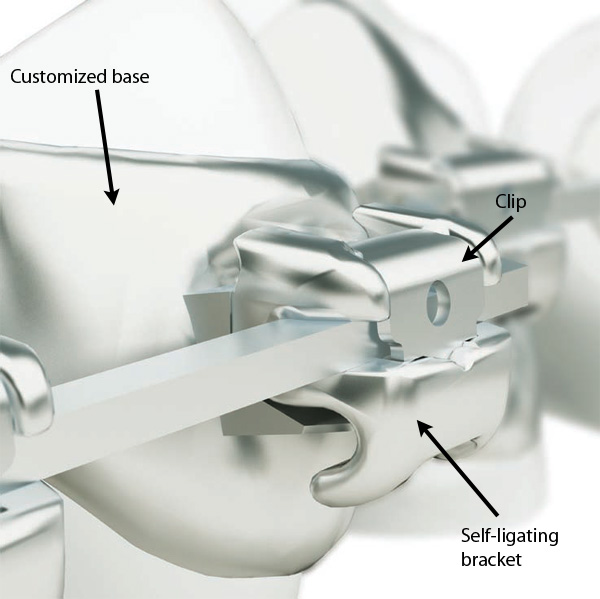 Customized base
Clip
Self-ligating
bracket